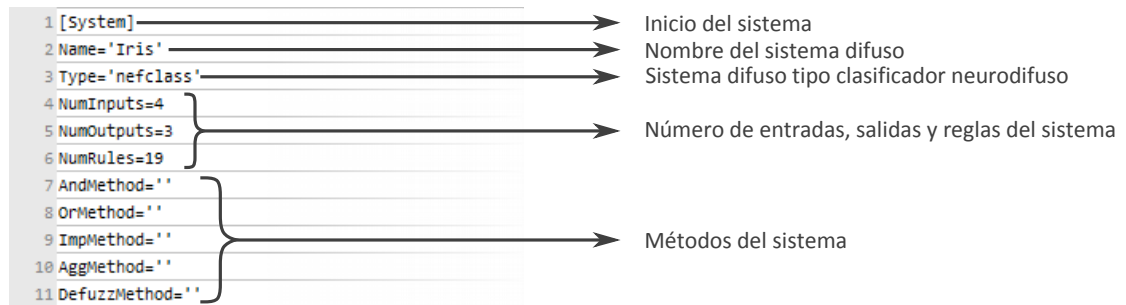 1 [System]
Inicio del sistema
2 Name='Iris'
Nombre del sistema difuso
3 Type='nefclass'
Sistema difuso tipo clasificador neurodifuso
4 NumInputs=4
5 NumOutputs=3
Número de entradas, salidas y reglas del sistema
6 NumRules=19
7 AndMethod=''
8 OrMethod=''
9 ImpMethod=''
Métodos del sistema
10 AggMethod=''
11 DefuzzMethod=''